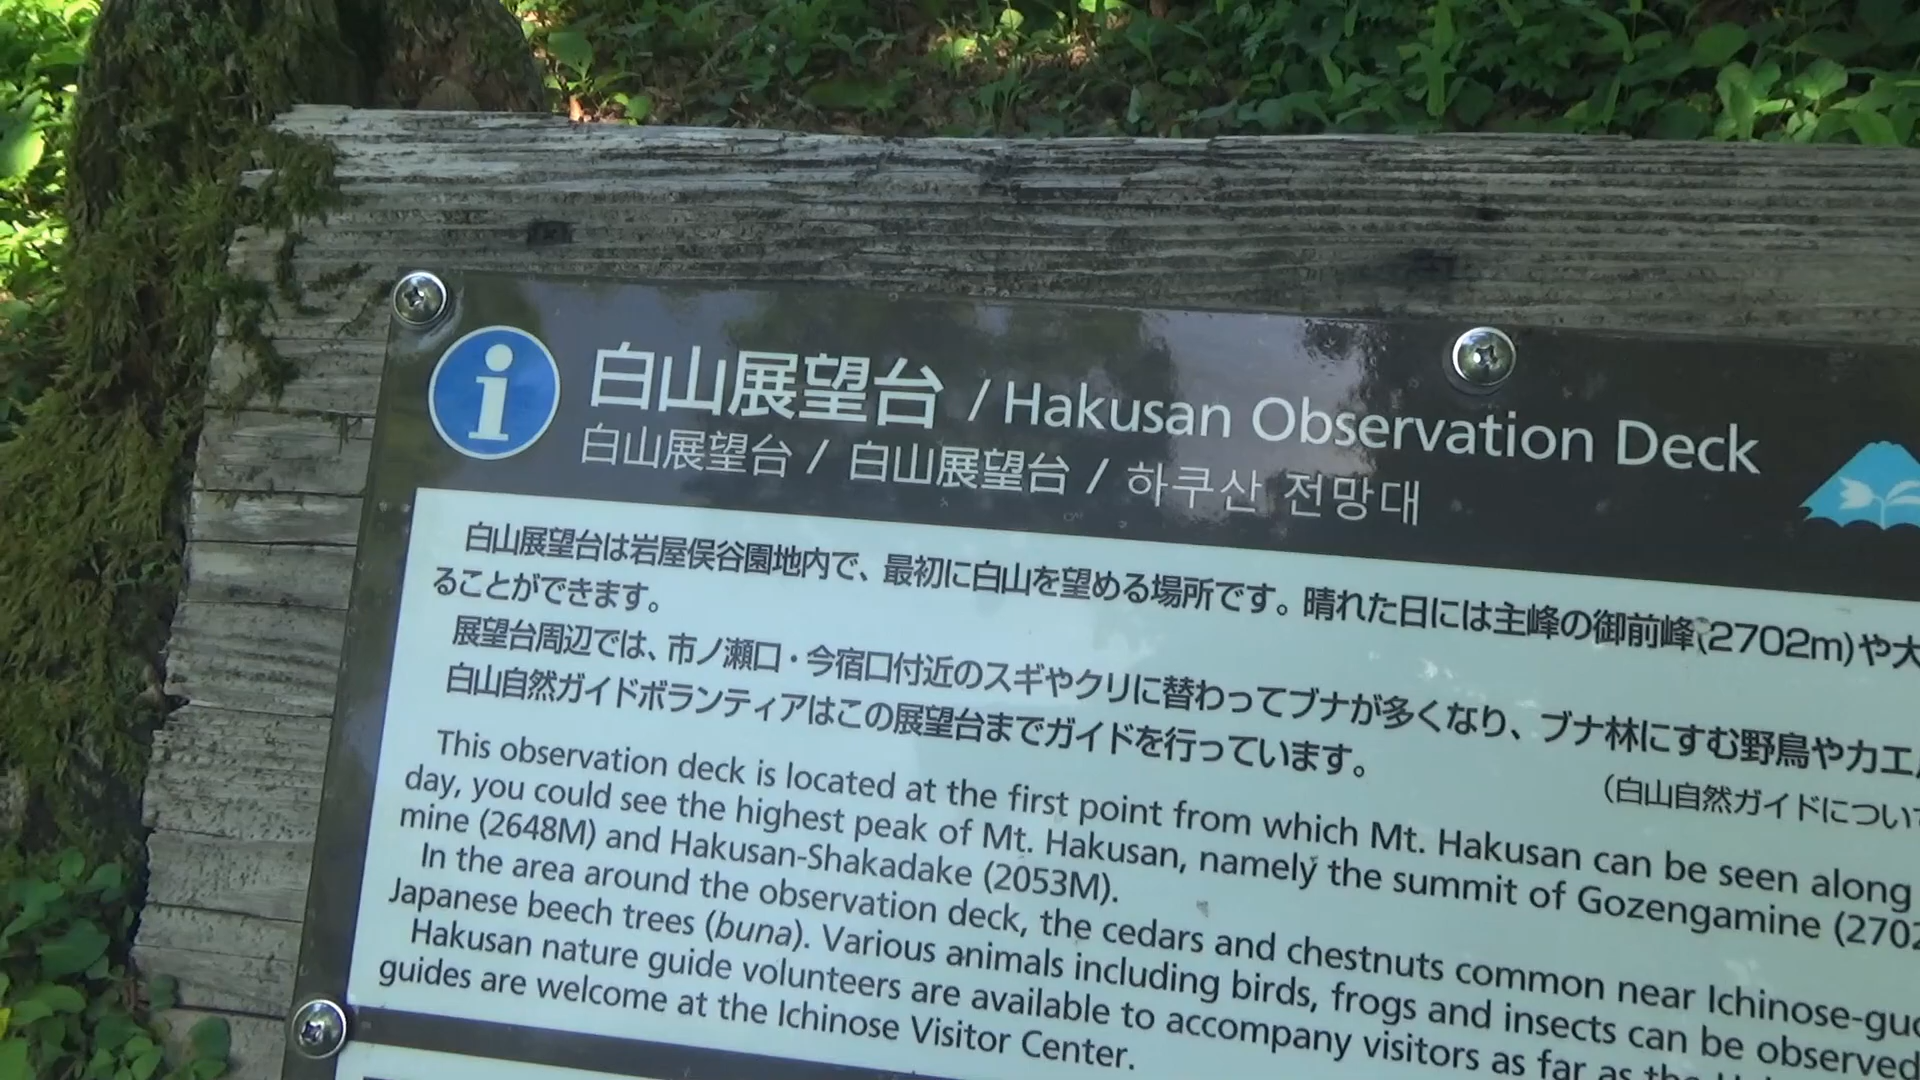 白山展望台 / Hakusan Observation Deck
白山展望台 / 白山展望台 / 하쿠산 전망대
白山展望台は岩屋俣谷園地内で、最初に白山を望める場所です。晴れた日には主峰の御前峰(2702m)や大
ることができます。
展望台周辺では、市ノ瀬口・今宿口付近のスギやクリに替わってブナが多くなり、ブナ林にすむ野鳥やカエ
白山自然ガイドボランティアはこの展望台までガイドを行っています。
(白山自然ガイドについて
This observation deck is located at the first point from which Mt. Hakusan can be seen along
day, you could see the highest peak of Mt. Hakusan, namely the summit of Gozengamine (2702
mine (2648M) and Hakusan-Shakadake (2053M).
In the area around the observation deck, the cedars and chestnuts common near Ichinose-guc
Japanese beech trees (buna). Various animals including birds, frogs and insects can be observed
Hakusan nature guide volunteers are available to accompany visitors as far as the
guides are welcome at the Ichinose Visitor Center.